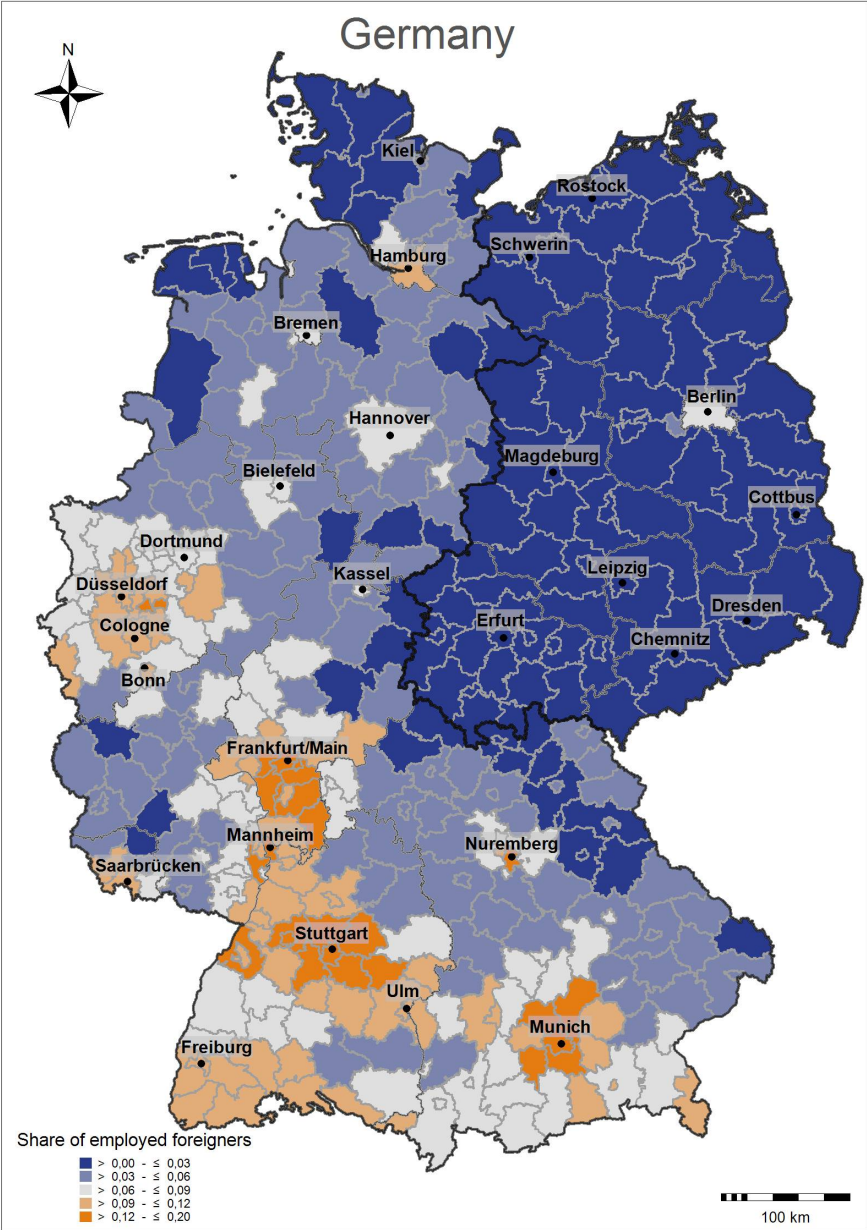 Germany
N
Kiel
Rostock
Schwerin
Hamburg
Bremen
Berlin
Hannover
Magdeburg
Bielefeld
Cottbus
Dortmund
Kassel
Leipzig
Düsseldorf
Dresden
Erfurt
Cologne
Chemnitz
Bonn
Frankfurt/Main
Mannheim
Nuremberg
Saarbrücken
Stuttgart
Ulm
Munich
Freiburg
Share of employed foreigners
> 0,00 - ≤ 0,03
> 0,03 - ≤ 0,06
> 0,06 - ≤ 0,09
> 0,09 - ≤ 0,12
> 0,12 - ≤ 0,20
100 km